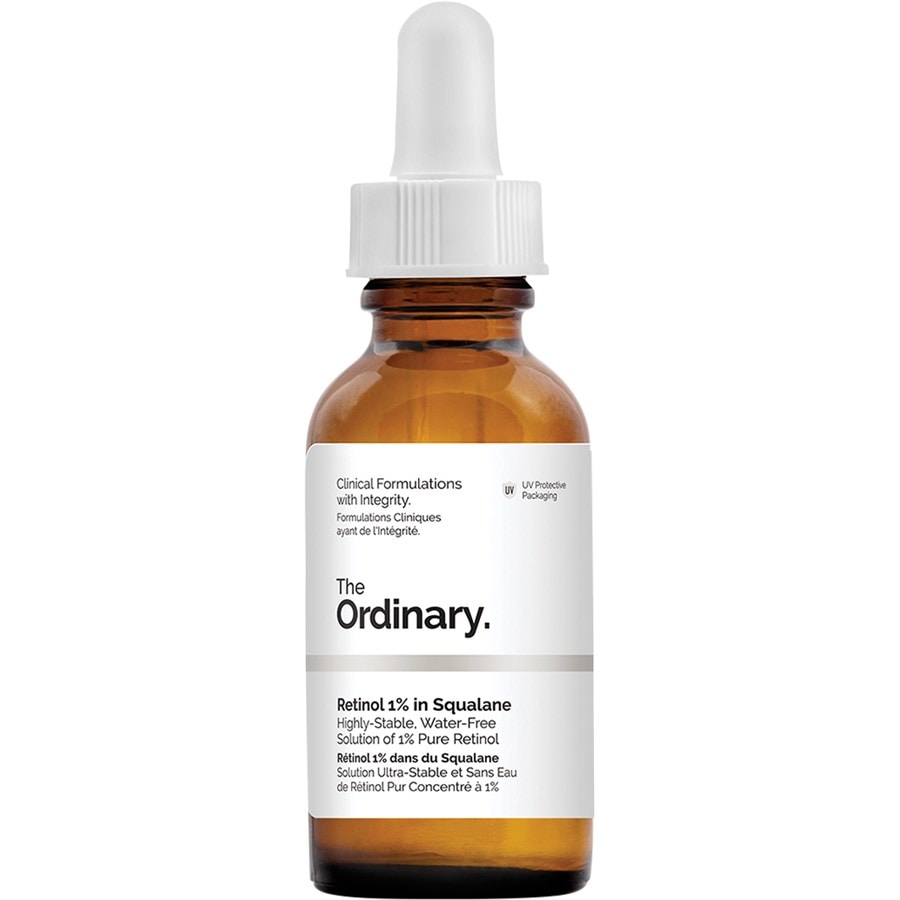 Clinical Formulations
with Integrity.
Formulations Cliniques
ayant de l'Intégrité.
UV
UV Protective
Packaging
The
Ordinary.
Retinol 1% in Squalane
Highly-Stable, Water-Free
Solution of 1% Pure Retinol
Rétinol 1% dans du Squalane
Solution Ultra-Stable et Sans Eau
de Rétinol Pur Concentré à 1%